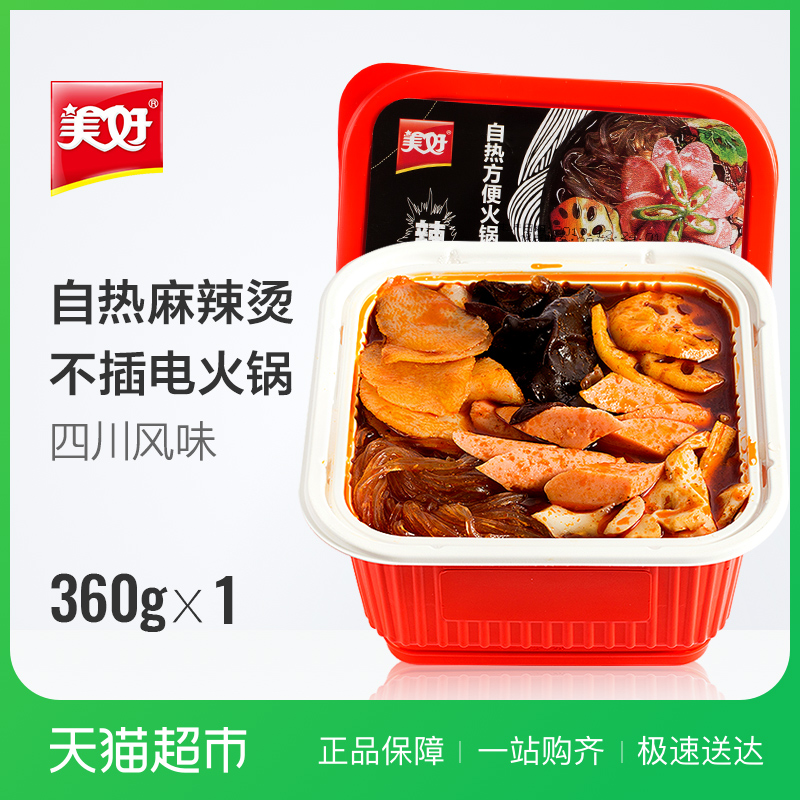 美好®
美好®
自热方便火锅
辣
自热麻辣烫
不插电火锅
四川风味
360g x 1
天猫超市 正品保障 | 一站购齐 | 极速送达